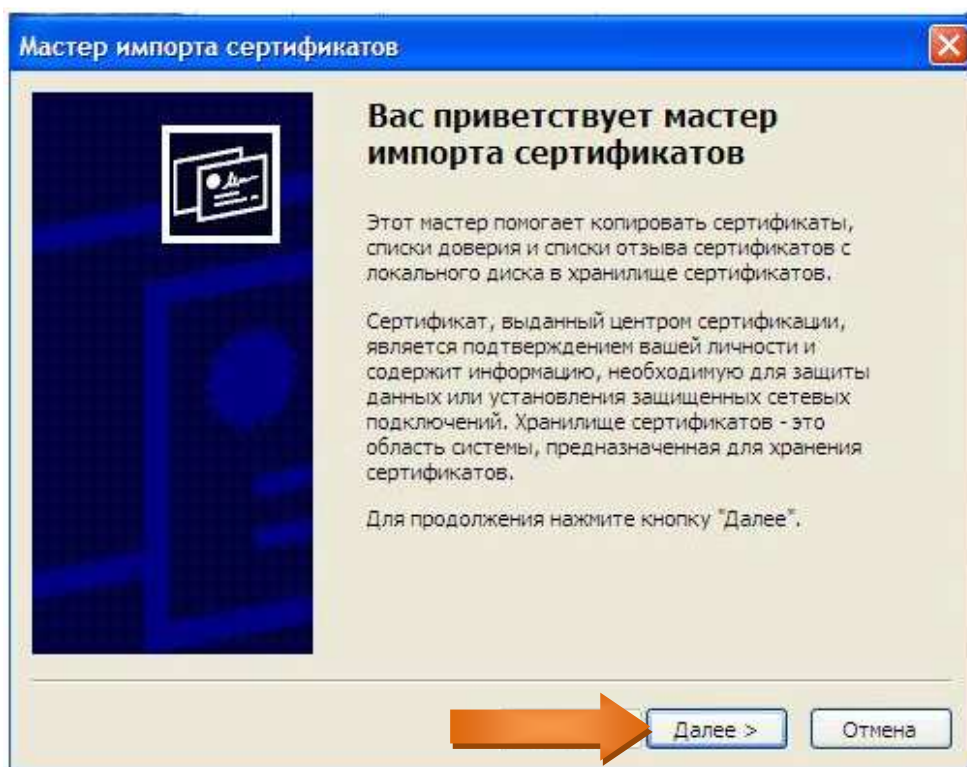 Мастер импорта сертификатов
Вас приветствует мастер
импорта сертификатов
Этот мастер помогает копировать сертификаты,
списки доверия и списки отзыва сертификатов с
локального диска в хранилище сертификатов.
Сертификат, выданный центром сертификации,
является подтверждением вашей личности и
содержит информацию, необходимую для защиты
данных или установления защищенных сетевых
подключений. Хранилище сертификатов - это
область системы, предназначенная для хранения
сертификатов.
Для продолжения нажмите кнопку "Далее".
Далее > Отмена